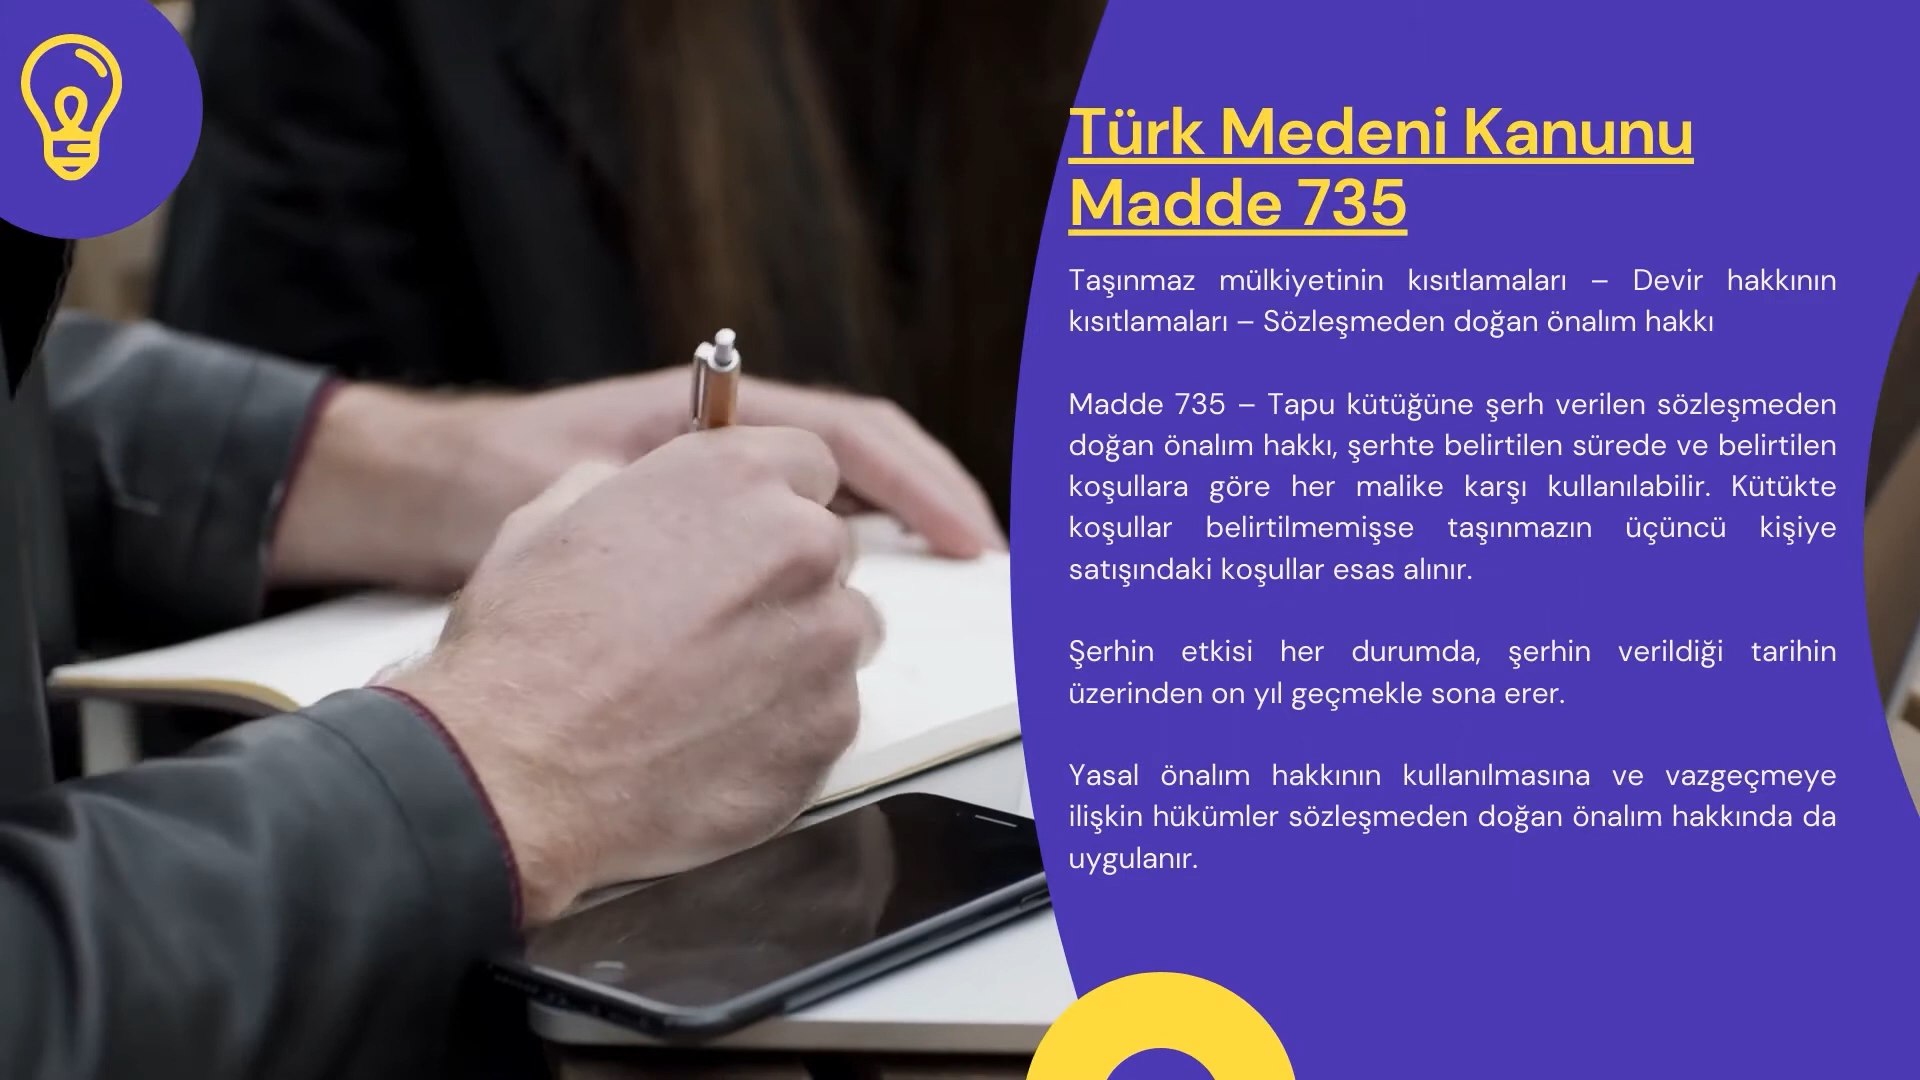 Türk Medeni Kanunu
Madde 735
Taşınmaz mülkiyetinin kısıtlamaları – Devir hakkının
kısıtlamaları – Sözleşmeden doğan önalım hakkı
Madde 735 – Tapu kütüğüne şerh verilen sözleşmeden
doğan önalım hakkı, şerhte belirtilen sürede ve belirtilen
koşullara göre her malike karşı kullanılabilir. Kütükte
koşullar belirtilmemişse taşınmazın üçüncü kişiye
satışındaki koşullar esas alınır.
Şerhin etkisi her durumda, şerhin verildiği tarihin
üzerinden on yıl geçmekle sona erer.
Yasal önalım hakkının kullanılmasına ve vazgeçmeye
ilişkin hükümler sözleşmeden doğan önalım hakkında da
uygulanır.